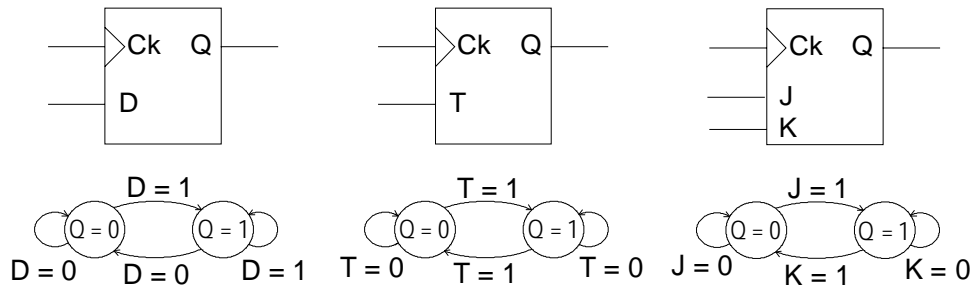 Ck Q
D
Ck Q
T
Ck Q
J
K
D = 1
Q = 0
Q = 1
D = 0
D = 0
D = 1
T = 1
Q = 0
Q = 1
T = 0
T = 1
T = 0
J = 1
Q = 0
Q = 1
J = 0
K = 1
K = 0